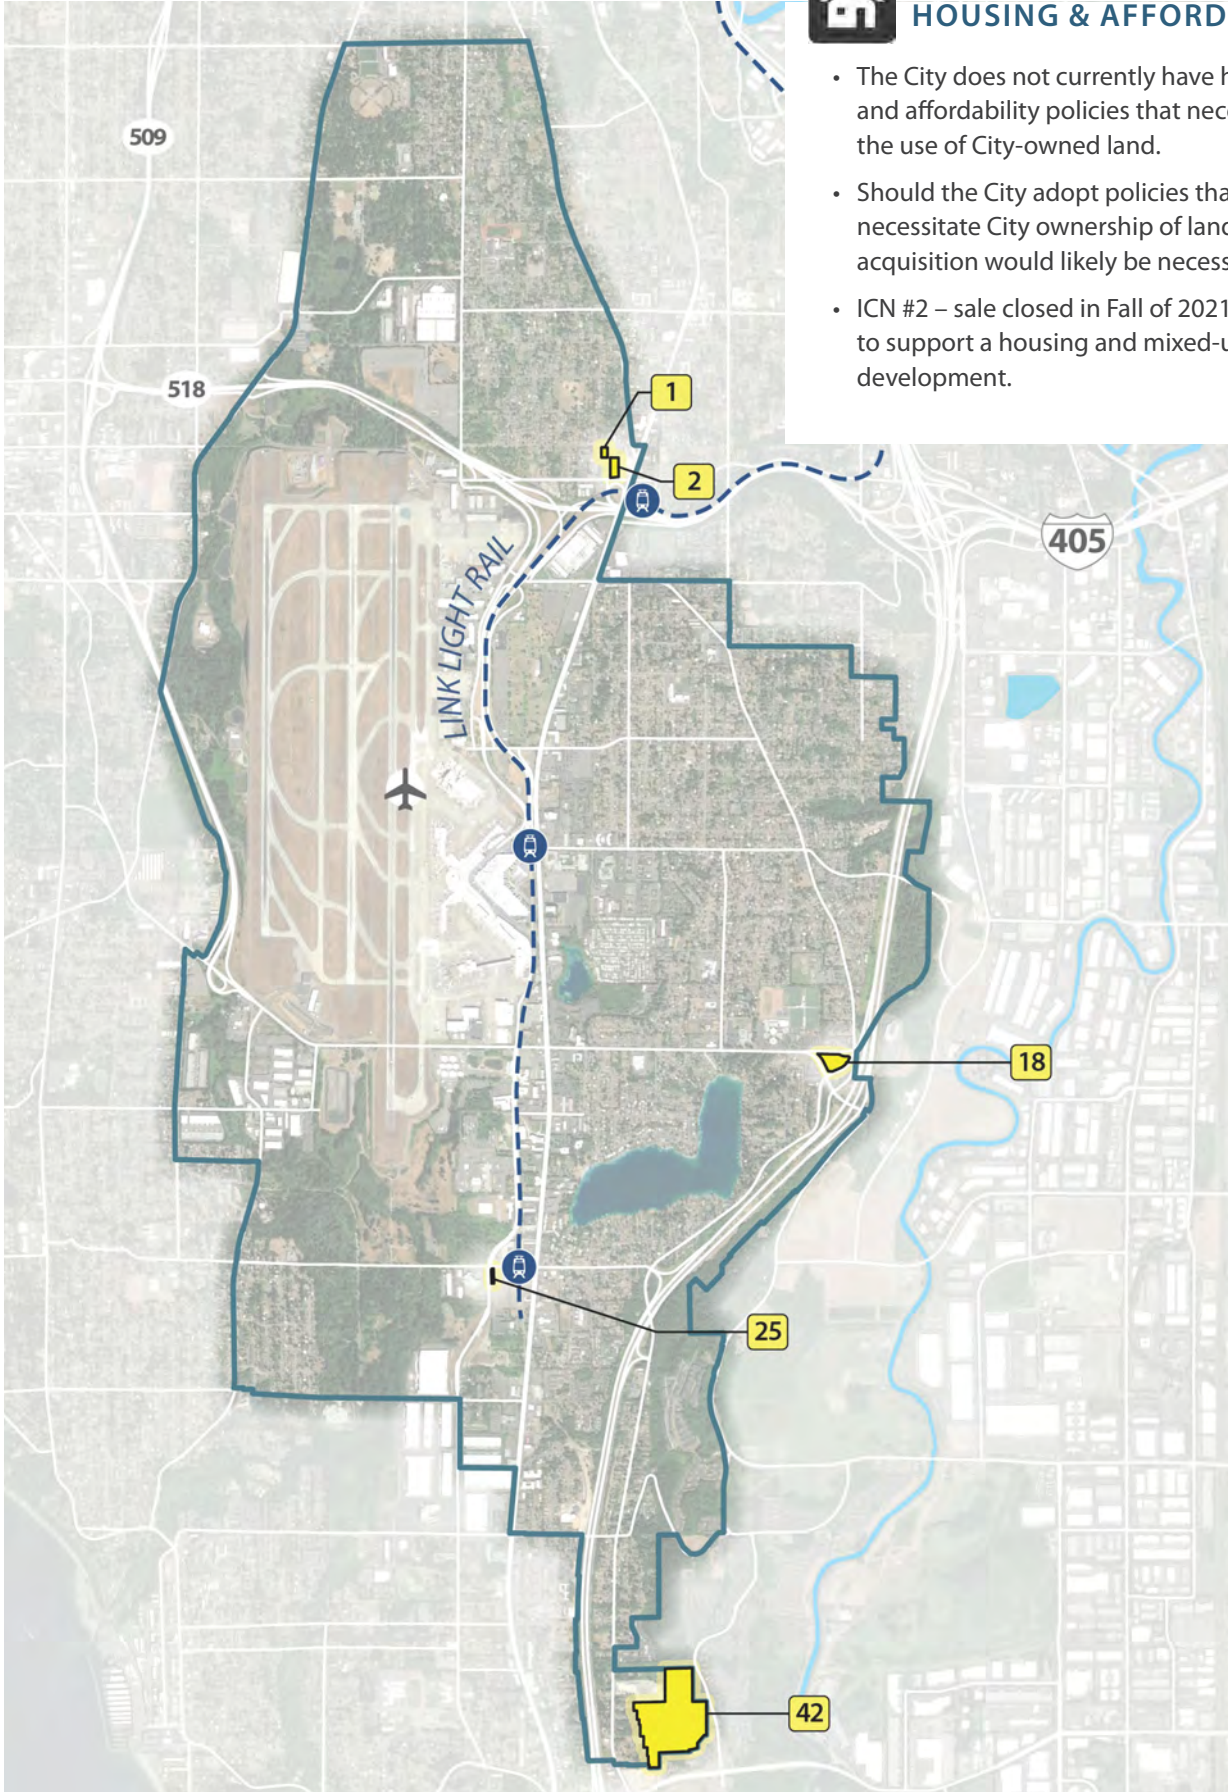 HOUSING & AFFORD
• The City does not currently have h
and affordability policies that nece
the use of City-owned land.
• Should the City adopt policies tha
necessitate City ownership of land
acquisition would likely be necess
• ICN #2 – sale closed in Fall of 2021
to support a housing and mixed-u
development.
509
518
1
2
405
LINK LIGHT RAIL
18
25
42